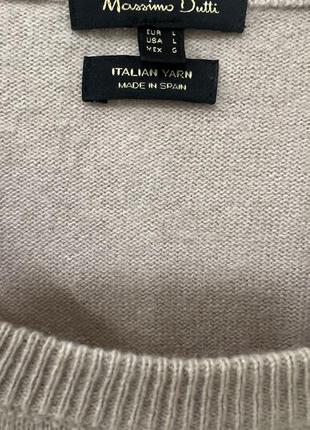 Massimo Dutti
EUR L
USA L
MEX G
ITALIAN YARN
MADE IN SPAIN